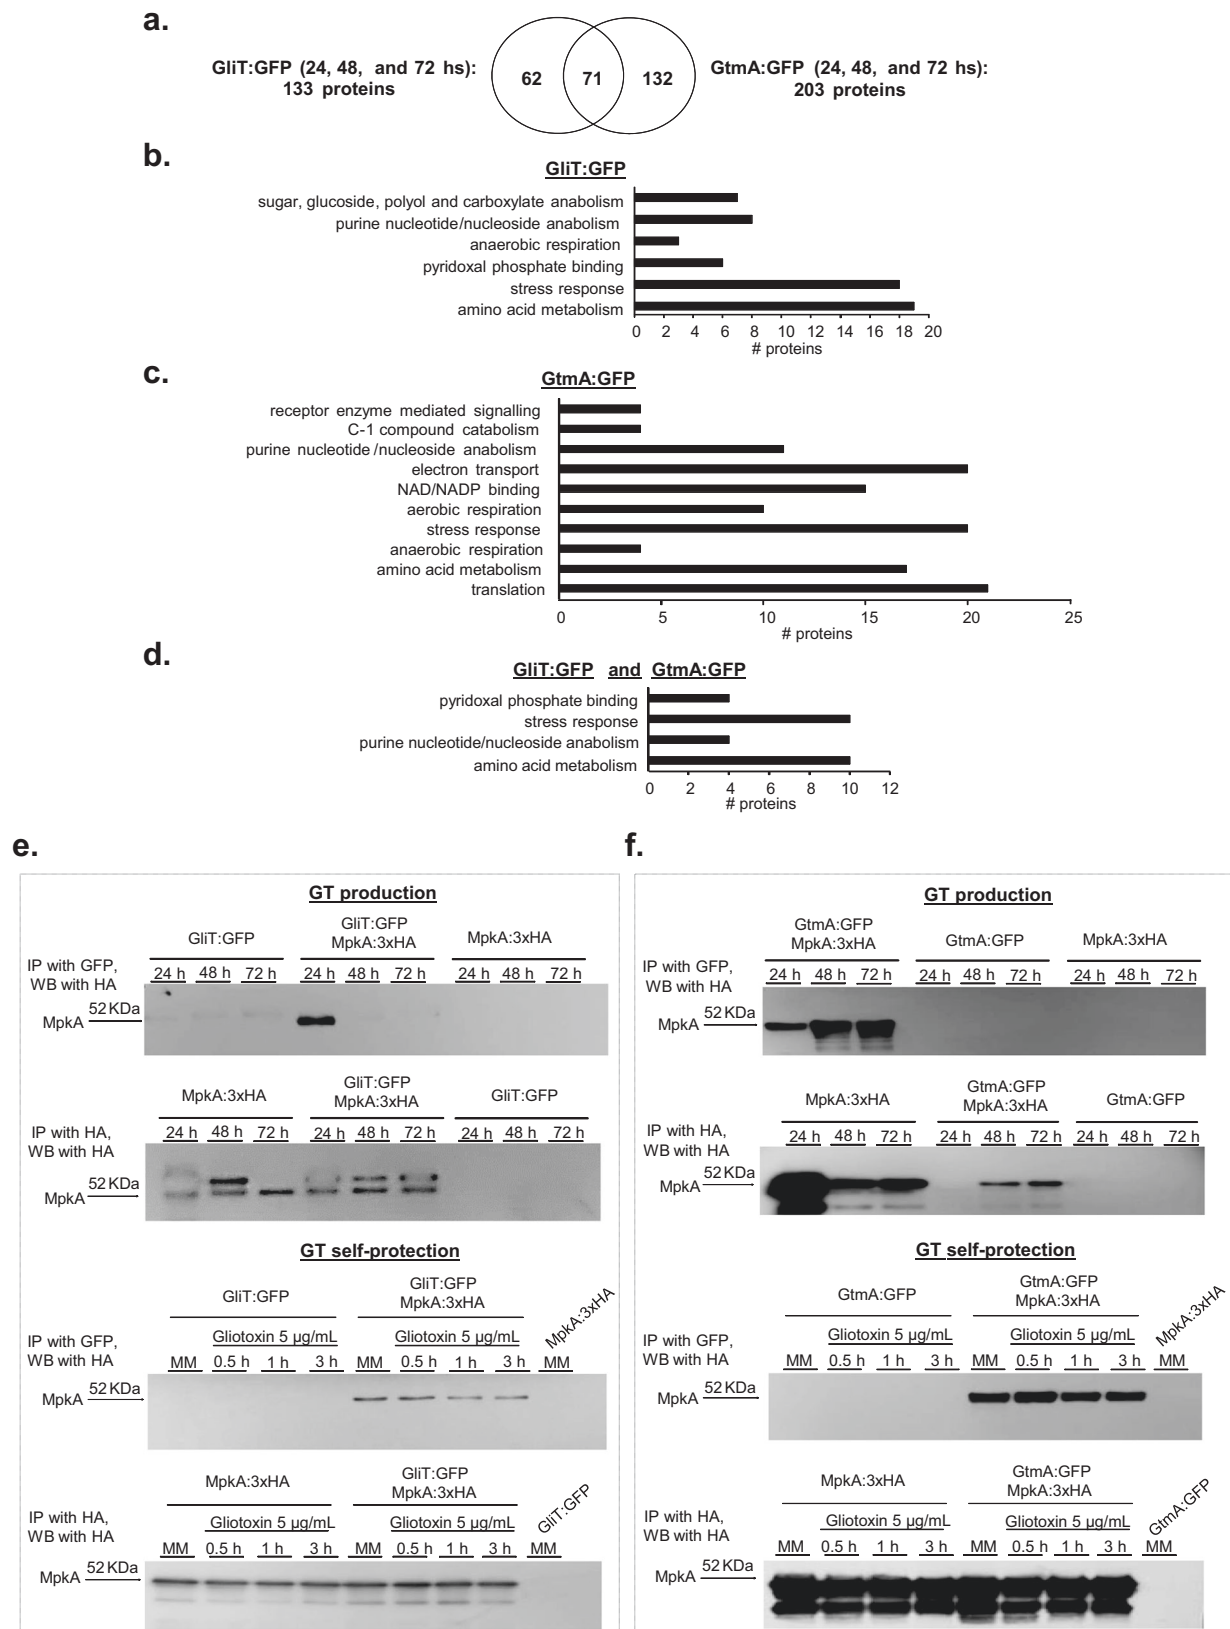 a.
GliT:GFP (24, 48, and 72 hs):
133 proteins
62
71
132
GtmA:GFP (24, 48, and 72 hs):
203 proteins
b.
GliT:GFP
sugar, glucoside, polyol and carboxylate anabolism
purine nucleotide/nucleoside anabolism
anaerobic respiration
pyridoxal phosphate binding
stress response
amino acid metabolism
0 2 4 6 8 10 12 14 16 18 20
# proteins
c.
GtmA:GFP
receptor enzyme mediated signalling
C-1 compound catabolism
purine nucleotide/nucleoside anabolism
electron transport
NAD/NADP binding
aerobic respiration
stress response
anaerobic respiration
amino acid metabolism
translation
0 5 10 15 20 25
# proteins
d.
GliT:GFP and GtmA:GFP
pyridoxal phosphate binding
stress response
purine nucleotide/nucleoside anabolism
amino acid metabolism
0 2 4 6 8 10 12
# proteins
e.
GT production
GliT:GFP
GliT:GFP
MpkA:3xHA
MpkA:3xHA
IP with GFP,
WB with HA
24 h 48 h 72 h 24 h 48 h 72 h 24 h 48 h 72 h
MpkA 52 KDa
MpkA:3xHA
GliT:GFP
MpkA:3xHA
GliT:GFP
IP with HA,
WB with HA
24 h 48 h 72 h 24 h 48 h 72 h 24 h 48 h 72 h
MpkA 52 KDa
GT self-protection
GliT:GFP
GliT:GFP
MpkA:3xHA
MpkA:3xHA
IP with GFP,
WB with HA
Gliotoxin 5 µg/mL Gliotoxin 5 µg/mL
MM 0.5 h 1 h 3 h MM 0.5 h 1 h 3 h MM
MpkA 52 KDa
MpkA:3xHA
GliT:GFP
MpkA:3xHA
GliT:GFP
IP with HA,
WB with HA
Gliotoxin 5 µg/mL Gliotoxin 5 µg/mL
MM 0.5 h 1 h 3 h MM 0.5 h 1 h 3 h MM
MpkA 52 KDa
f.
GT production
GtmA:GFP
MpkA:3xHA
GtmA:GFP
MpkA:3xHA
IP with GFP,
WB with HA
24 h 48 h 72 h 24 h 48 h 72 h 24 h 48 h 72 h
MpkA 52 KDa
MpkA:3xHA
GtmA:GFP
MpkA:3xHA
GtmA:GFP
IP with HA,
WB with HA
24 h 48 h 72 h 24 h 48 h 72 h 24 h 48 h 72 h
MpkA 52 KDa
GT self-protection
GtmA:GFP
GtmA:GFP
MpkA:3xHA
MpkA:3xHA
IP with GFP,
WB with HA
Gliotoxin 5 µg/mL Gliotoxin 5 µg/mL
MM 0.5 h 1 h 3 h MM 0.5 h 1 h 3 h MM
MpkA 52 KDa
MpkA:3xHA
GtmA:GFP
MpkA:3xHA
GtmA:GFP
IP with HA,
WB with HA
Gliotoxin 5 µg/mL Gliotoxin 5 µg/mL
MM 0.5 h 1 h 3 h MM 0.5 h 1 h 3 h MM
MpkA 52 KDa